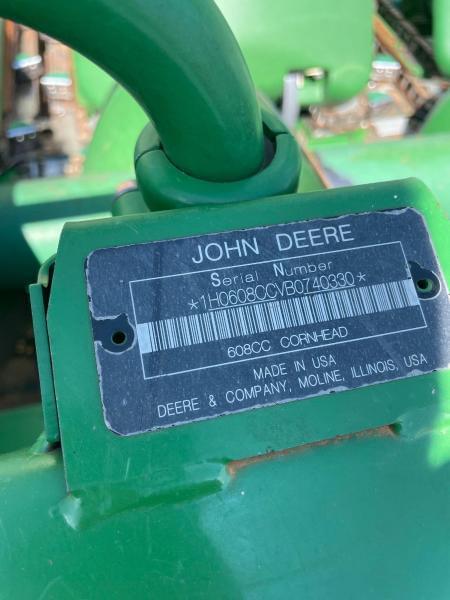 JOHN DEERE
Serial Number
*1H0608CCVB0740330*
608CC CORNHEAD
MADE IN USA
DEERE & COMPANY, MOLINE, ILLINOIS, USA